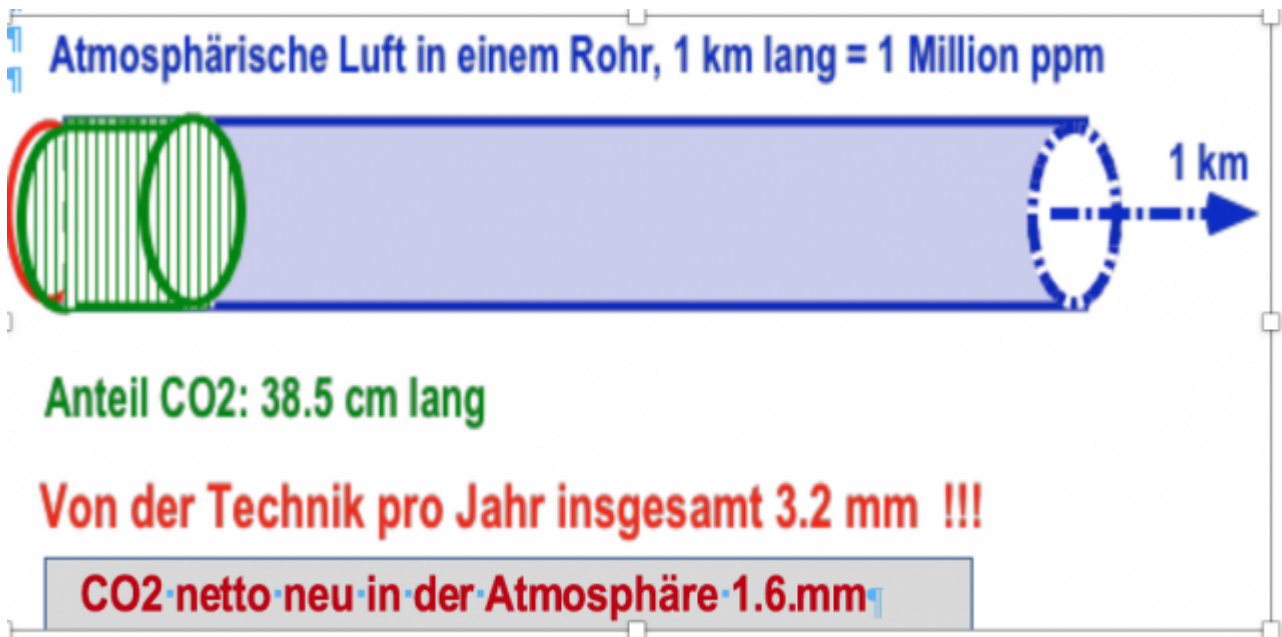 Atmosphärische Luft in einem Rohr, 1 km lang = 1 Million ppm
1 km
Anteil CO2: 38.5 cm lang
Von der Technik pro Jahr insgesamt 3.2 mm !!!
CO2·netto·neu·in·der·Atmosphäre·1.6.mm¶